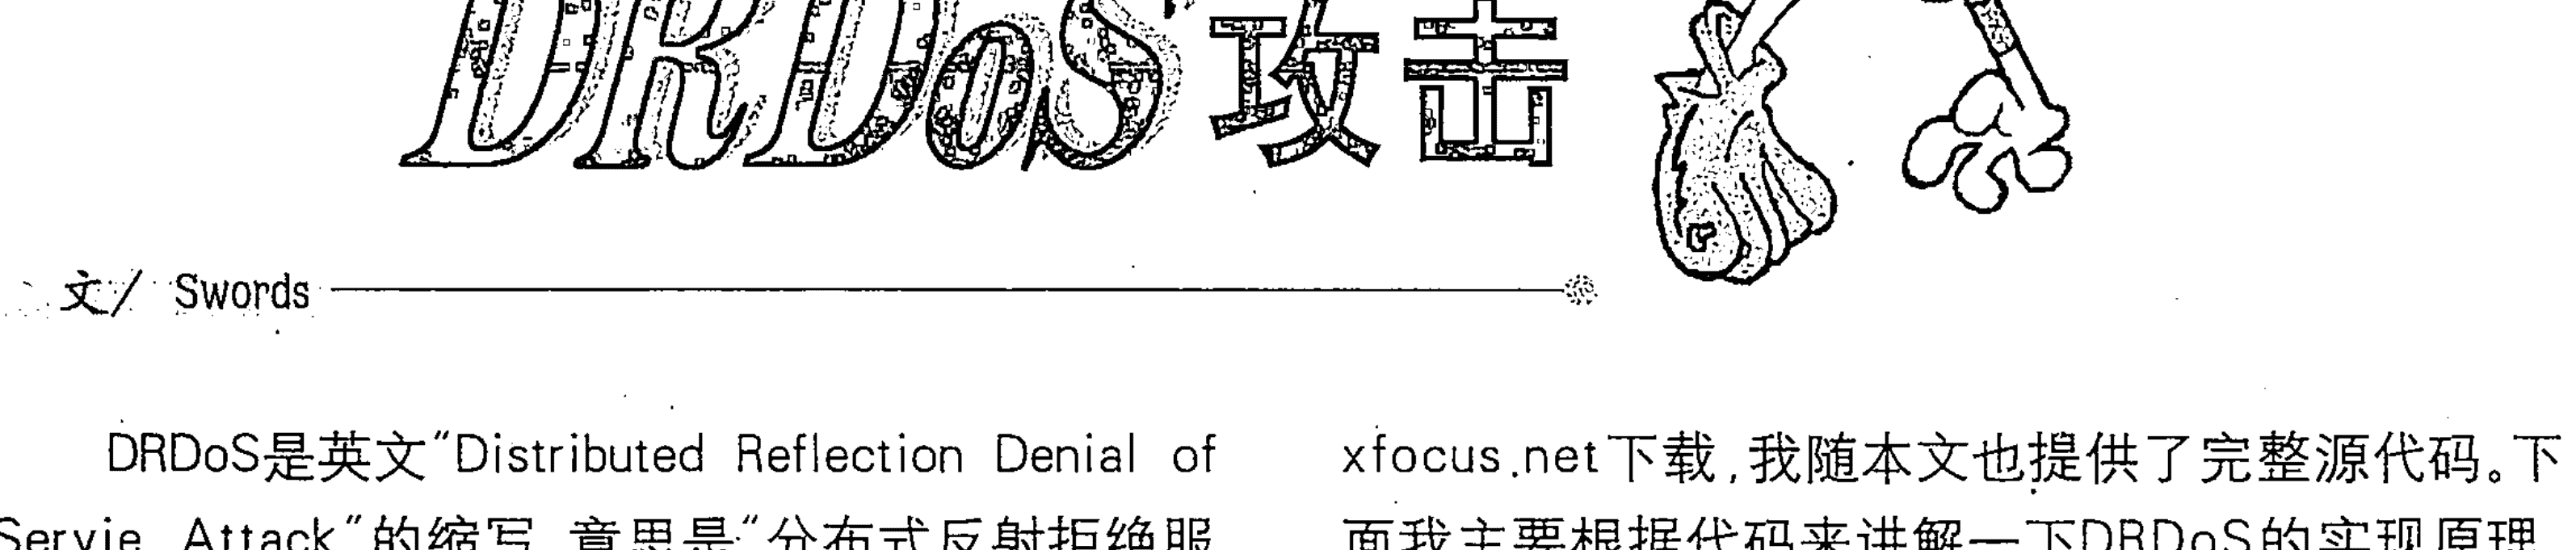 DRDoS攻击
文/ Swords
DRDoS是英文"Distributed Reflection Denial of
Servie Attack"的缩写,意思是"分布式反射拒绝服
xfocus.net下载,我随本文也提供了完整源代码。下
面我主要根据代码来讲解一下DRDoS的实现原理